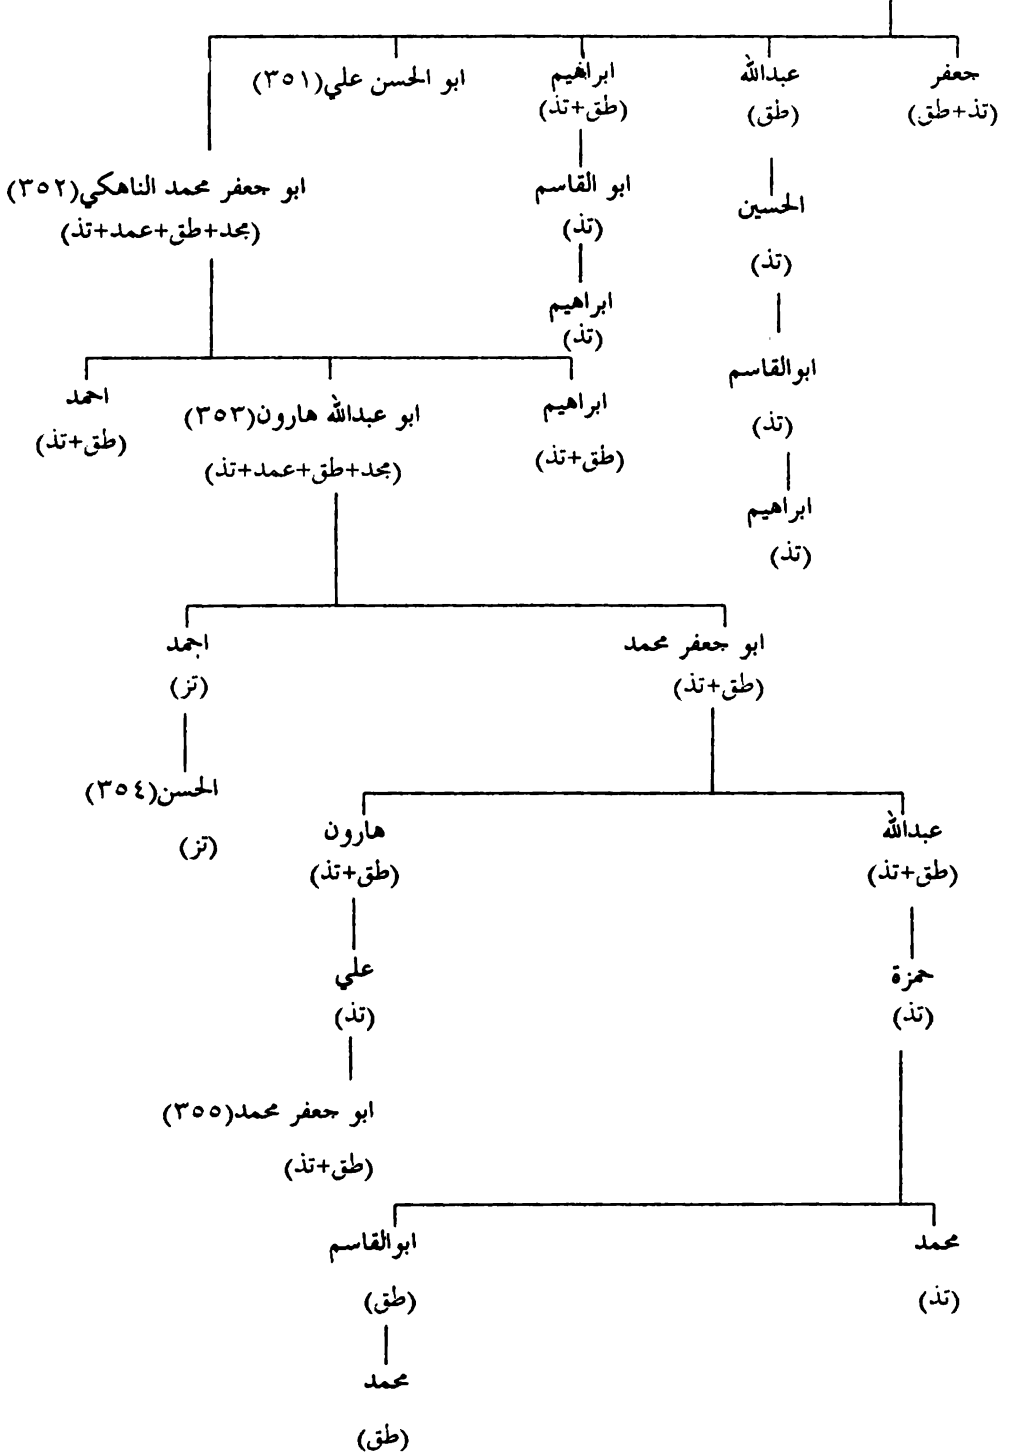 جعفر
(تذ+طق)
عبدالله
(طق)
ابراهيم
(طق+تذ)
ابو الحسن علي(٣٥١)
ابو القاسم
(تذ)
ابو جعفر محمد الناهكي(٣٥٢)
(مجد+طق+عمد+تذ)
الحسين
(تذ)
ابراهيم
(تذ)
ابوالقاسم
(تذ)
ابراهيم
(طق+تذ)
ابو عبدالله هارون(٣٥٣)
(مجد+طق+عمد+تذ)
احمد
(طق+تذ)
ابراهيم
(تذ)
ابو جعفر محمد
(طق+تذ)
احمد
(تز)
الحسن(٣٥٤)
(تز)
عبدالله
(طق+تذ)
هارون
(طق+تذ)
حمزة
(تذ)
علي
(تذ)
ابو جعفر محمد(٣٥٥)
(طق+تذ)
محمد
(تذ)
ابوالقاسم
(طق)
محمد
(طق)